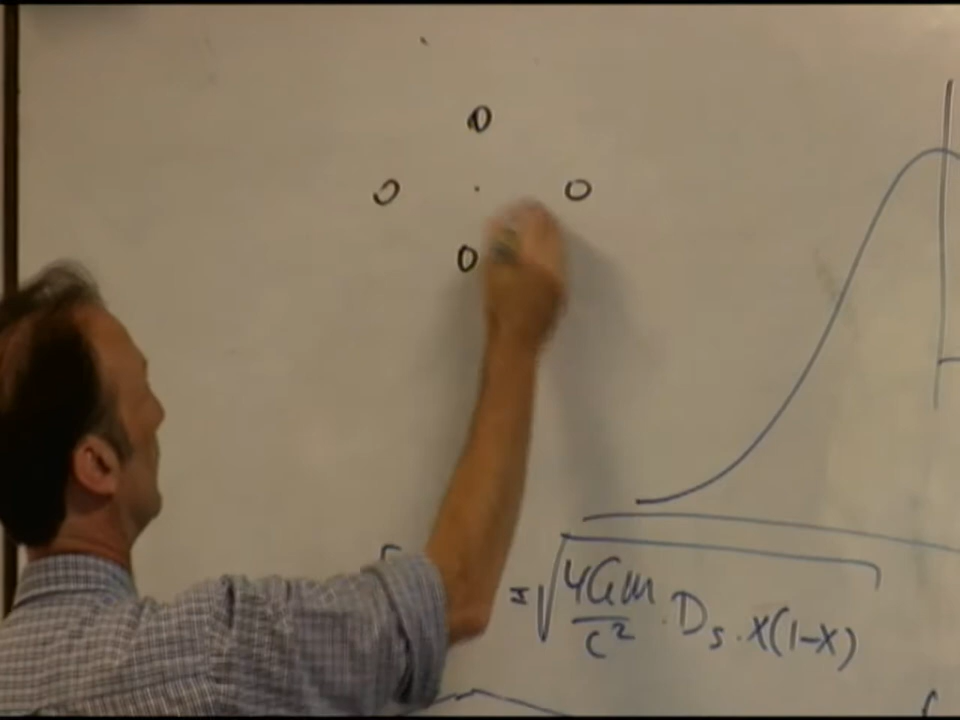 = √(4Gm/c²) · D_s · x(1-x)